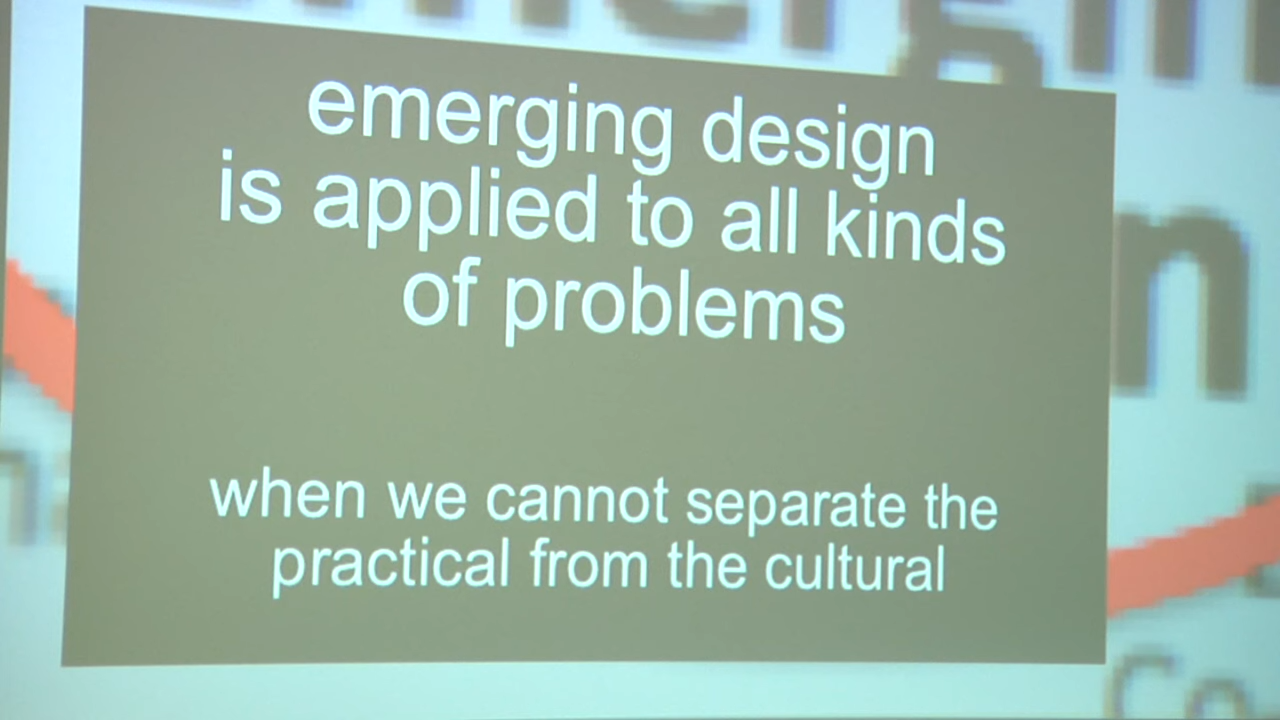 emerging design
is applied to all kinds
of problems
when we cannot separate the
practical from the cultural